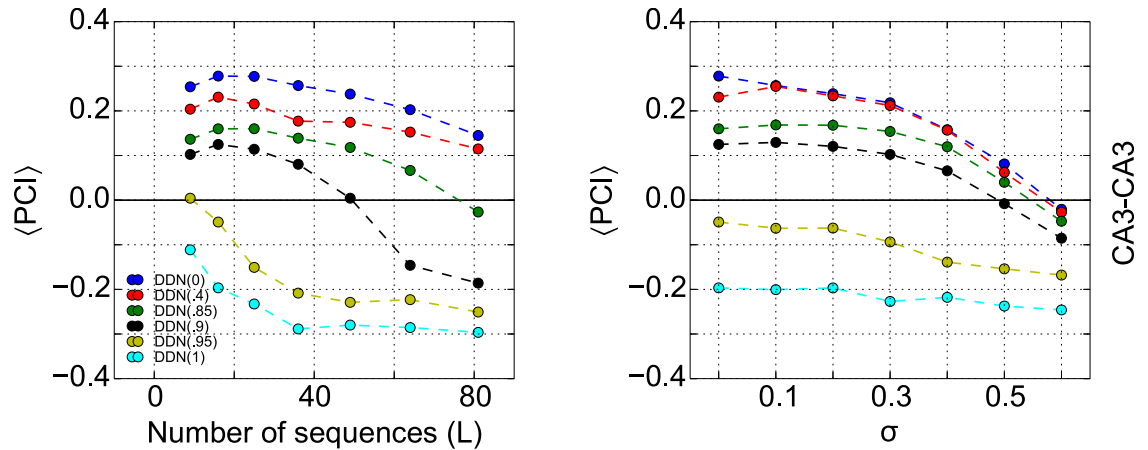 0.4
0.2
0.0
−0.2
−0.4
⟨PCI⟩
DDN(0)
DDN(.4)
DDN(.85)
DDN(.9)
DDN(.95)
DDN(1)
0 40 80
Number of sequences (L)
0.4
0.2
0.0
−0.2
−0.4
⟨PCI⟩
0.1 0.3 0.5
σ
CA3-CA3